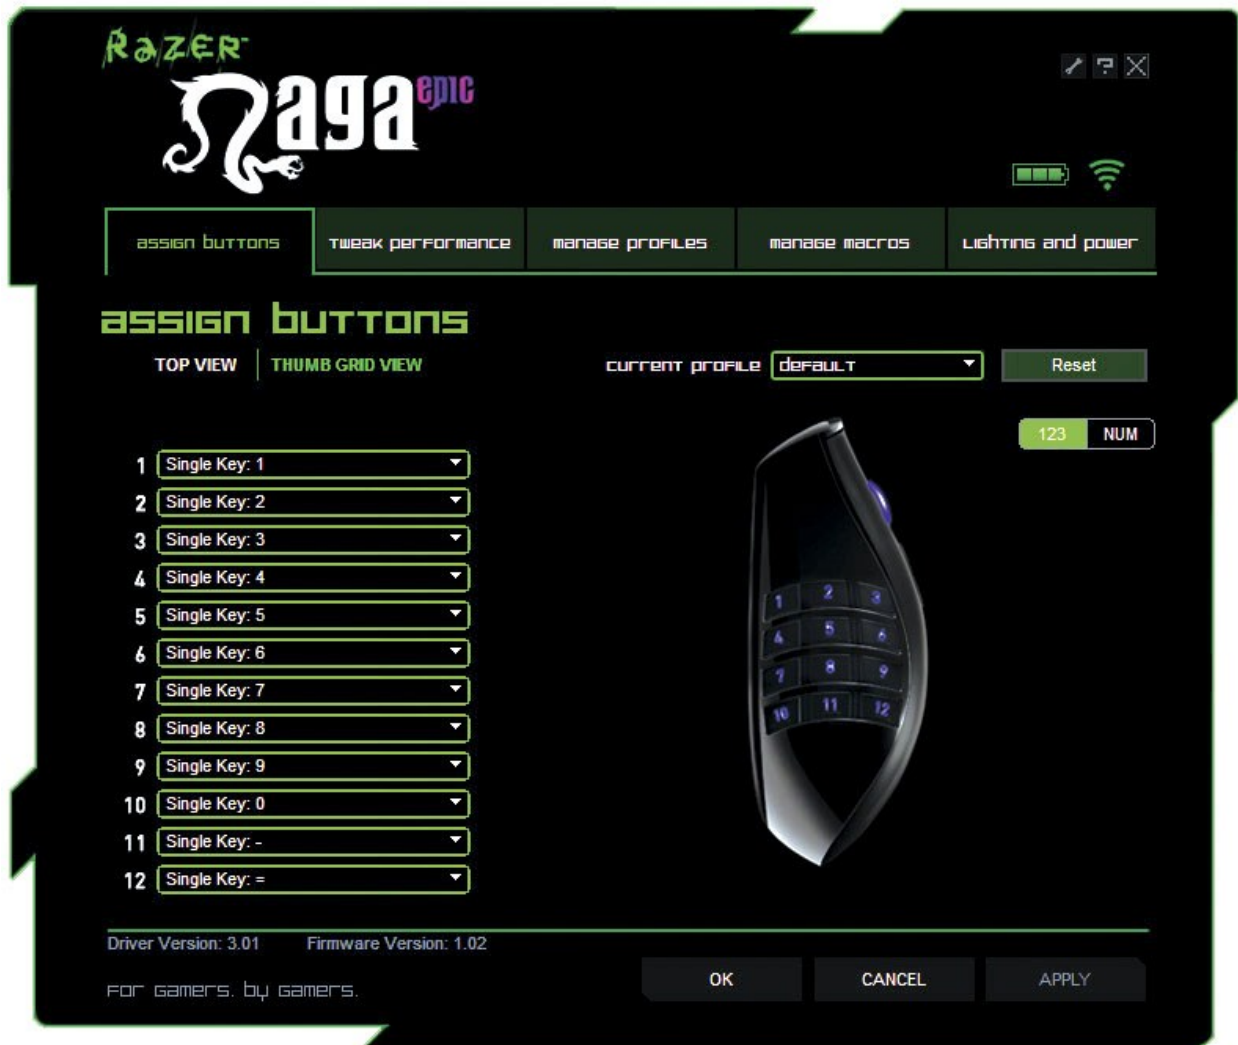 RAZER™
Naga epic
assign buttons
tweak performance
manage profiles
manage macros
Lighting and power
assign buttons
TOP VIEW
THUMB GRID VIEW
current profile
default
Reset
123
NUM
1 Single Key: 1
2 Single Key: 2
3 Single Key: 3
4 Single Key: 4
5 Single Key: 5
6 Single Key: 6
7 Single Key: 7
8 Single Key: 8
9 Single Key: 9
10 Single Key: 0
11 Single Key: -
12 Single Key: =
1 2 3
4 5 6
7 8 9
10 11 12
Driver Version: 3.01
Firmware Version: 1.02
For Gamers. by Gamers.
OK
CANCEL
APPLY